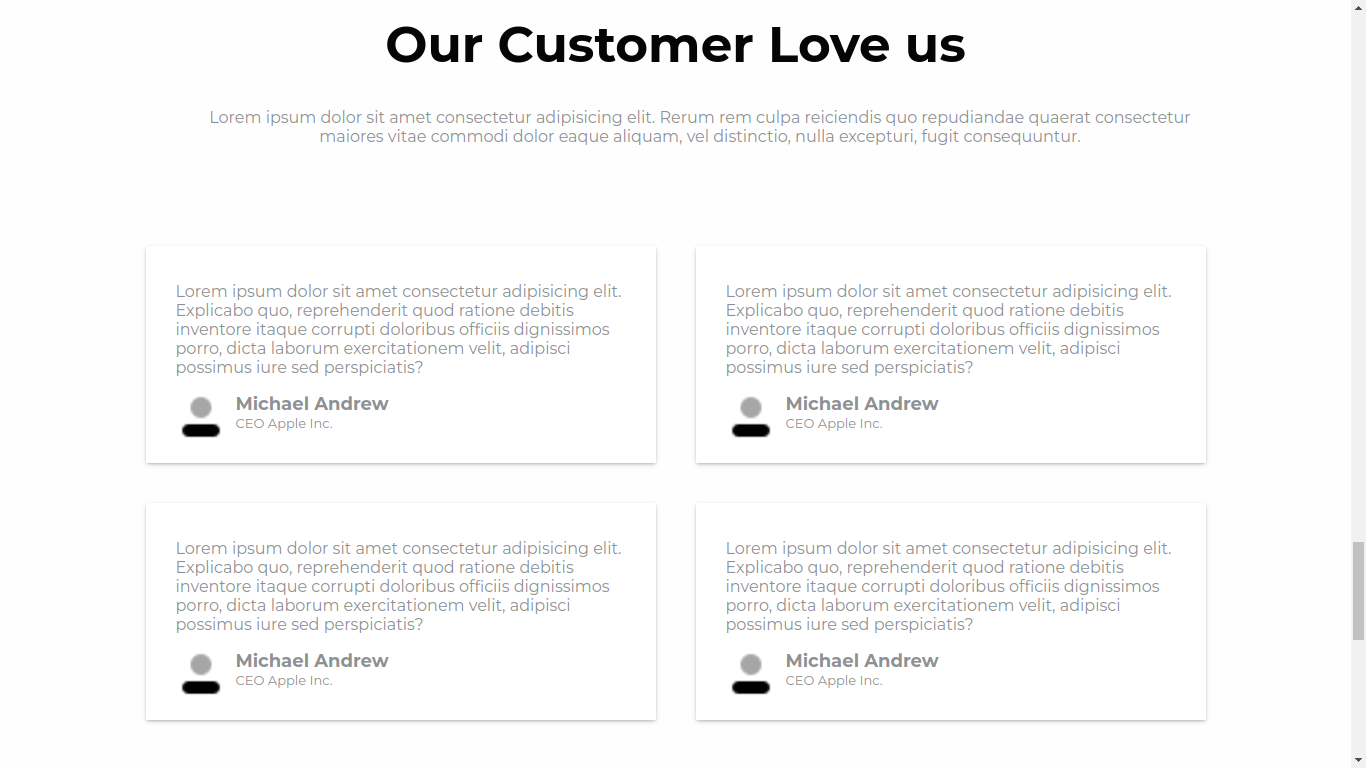 Our Customer Love us
Lorem ipsum dolor sit amet consectetur adipisicing elit. Rerum rem culpa reiciendis quo repudiandae quaerat consectetur
maiores vitae commodi dolor eaque aliquam, vel distinctio, nulla excepturi, fugit consequuntur.
Lorem ipsum dolor sit amet consectetur adipisicing elit.
Explicabo quo, reprehenderit quod ratione debitis
inventore itaque corrupti doloribus officiis dignissimos
porro, dicta laborum exercitationem velit, adipisci
possimus iure sed perspiciatis?
Michael Andrew
CEO Apple Inc.
Lorem ipsum dolor sit amet consectetur adipisicing elit.
Explicabo quo, reprehenderit quod ratione debitis
inventore itaque corrupti doloribus officiis dignissimos
porro, dicta laborum exercitationem velit, adipisci
possimus iure sed perspiciatis?
Michael Andrew
CEO Apple Inc.
Lorem ipsum dolor sit amet consectetur adipisicing elit.
Explicabo quo, reprehenderit quod ratione debitis
inventore itaque corrupti doloribus officiis dignissimos
porro, dicta laborum exercitationem velit, adipisci
possimus iure sed perspiciatis?
Michael Andrew
CEO Apple Inc.
Lorem ipsum dolor sit amet consectetur adipisicing elit.
Explicabo quo, reprehenderit quod ratione debitis
inventore itaque corrupti doloribus officiis dignissimos
porro, dicta laborum exercitationem velit, adipisci
possimus iure sed perspiciatis?
Michael Andrew
CEO Apple Inc.